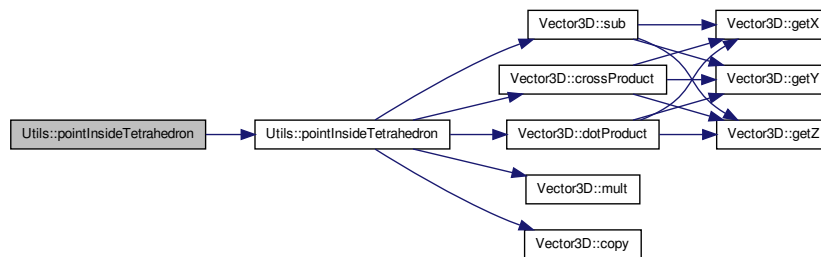 Utils::pointInsideTetrahedron
Utils::pointInsideTetrahedron
Vector3D::sub
Vector3D::crossProduct
Vector3D::dotProduct
Vector3D::mult
Vector3D::copy
Vector3D::getX
Vector3D::getY
Vector3D::getZ